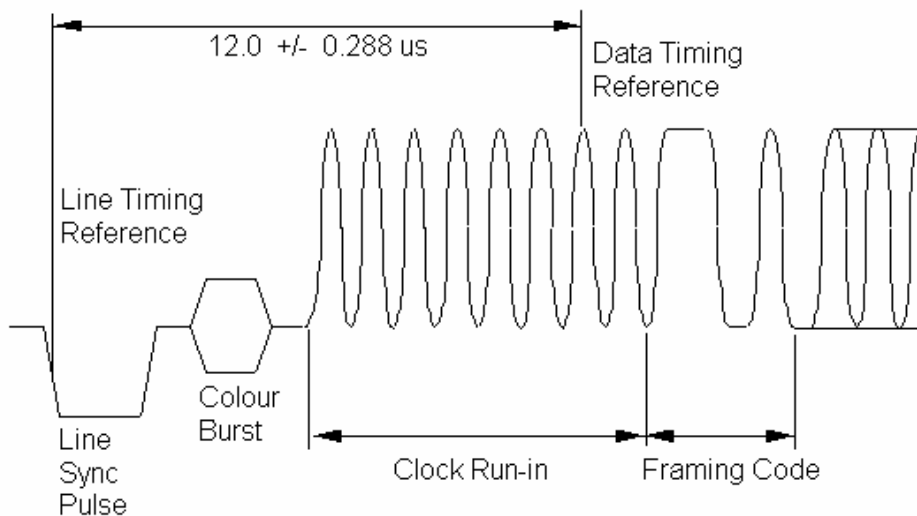 12.0 +/- 0.288 us
Data Timing
Reference
Line Timing
Reference
Colour
Burst
Line
Sync
Pulse
Clock Run-in
Framing Code